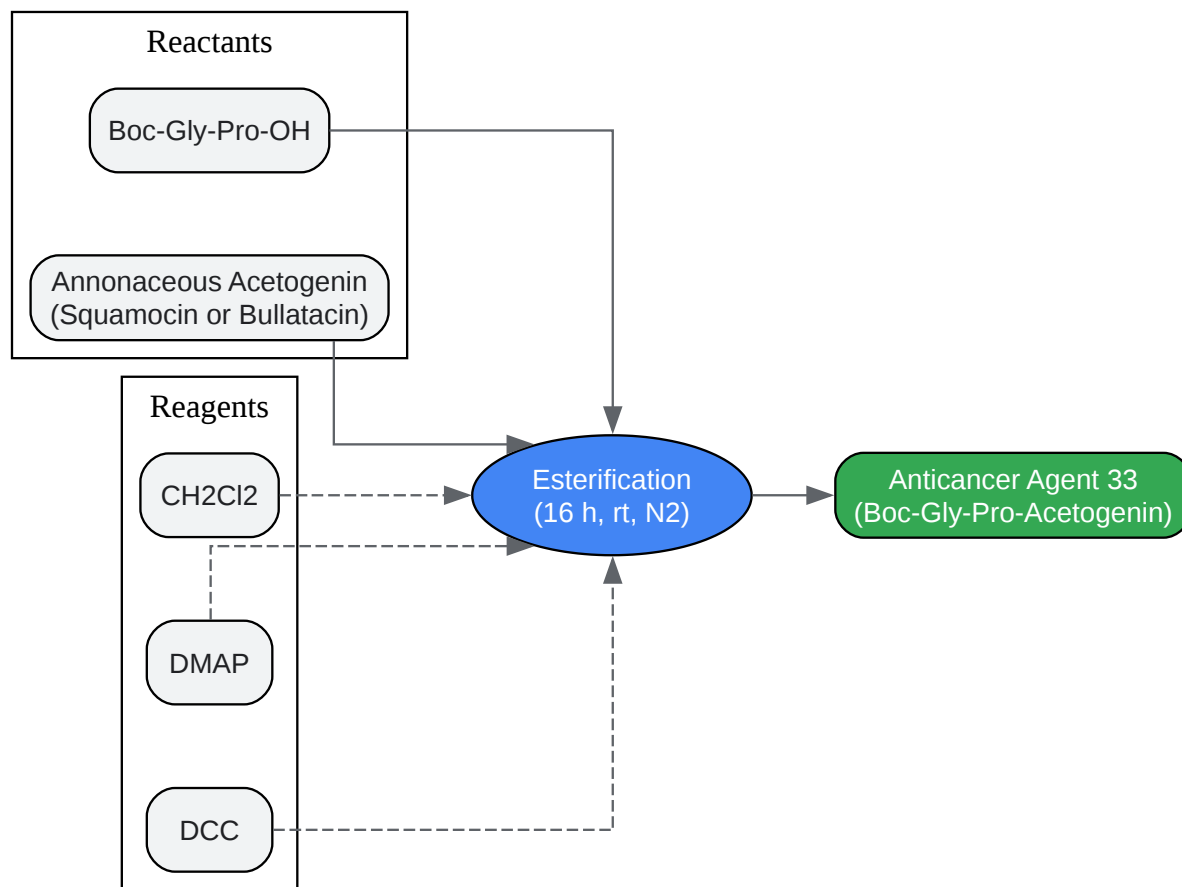 Reactants
Boc-Gly-Pro-OH
Annonaceous Acetogenin
(Squamocin or Bullatacin)
Reagents
CH2Cl2
DMAP
DCC
Esterification
(16 h, rt, N2)
Anticancer Agent 33
(Boc-Gly-Pro-Acetogenin)